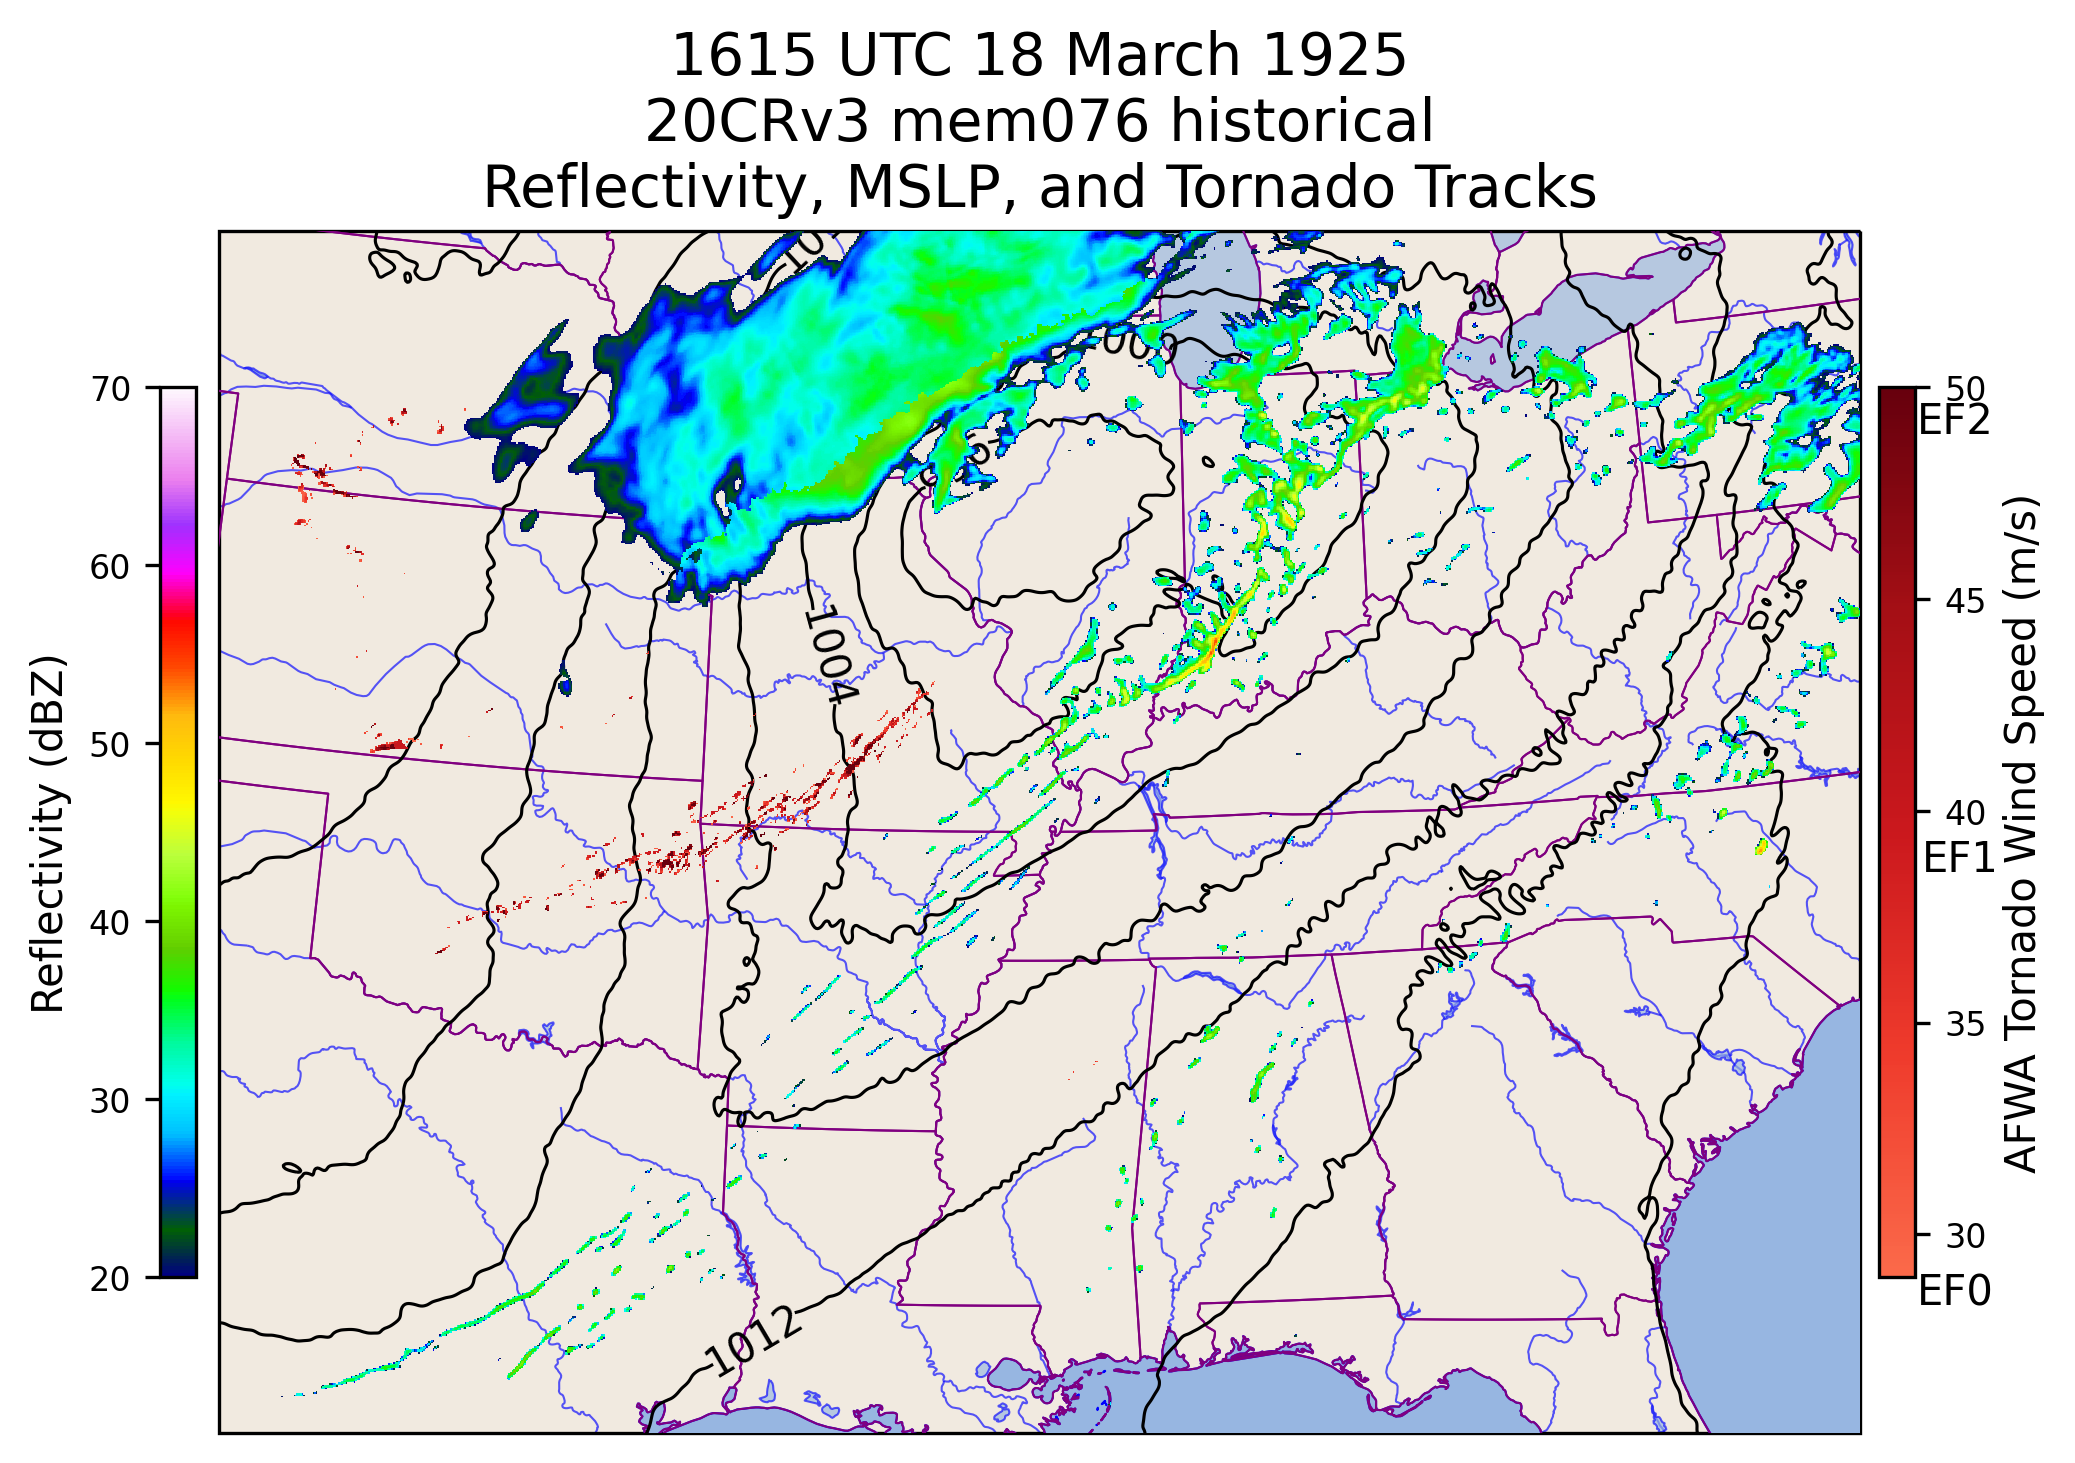 1615 UTC 18 March 1925
20CRv3 mem076 historical
Reflectivity, MSLP, and Tornado Tracks
Reflectivity (dBZ)
70
60
50
40
30
20
1004
1012
50
EF2
45
40
EF1
35
30
EF0
AFWA Tornado Wind Speed (m/s)